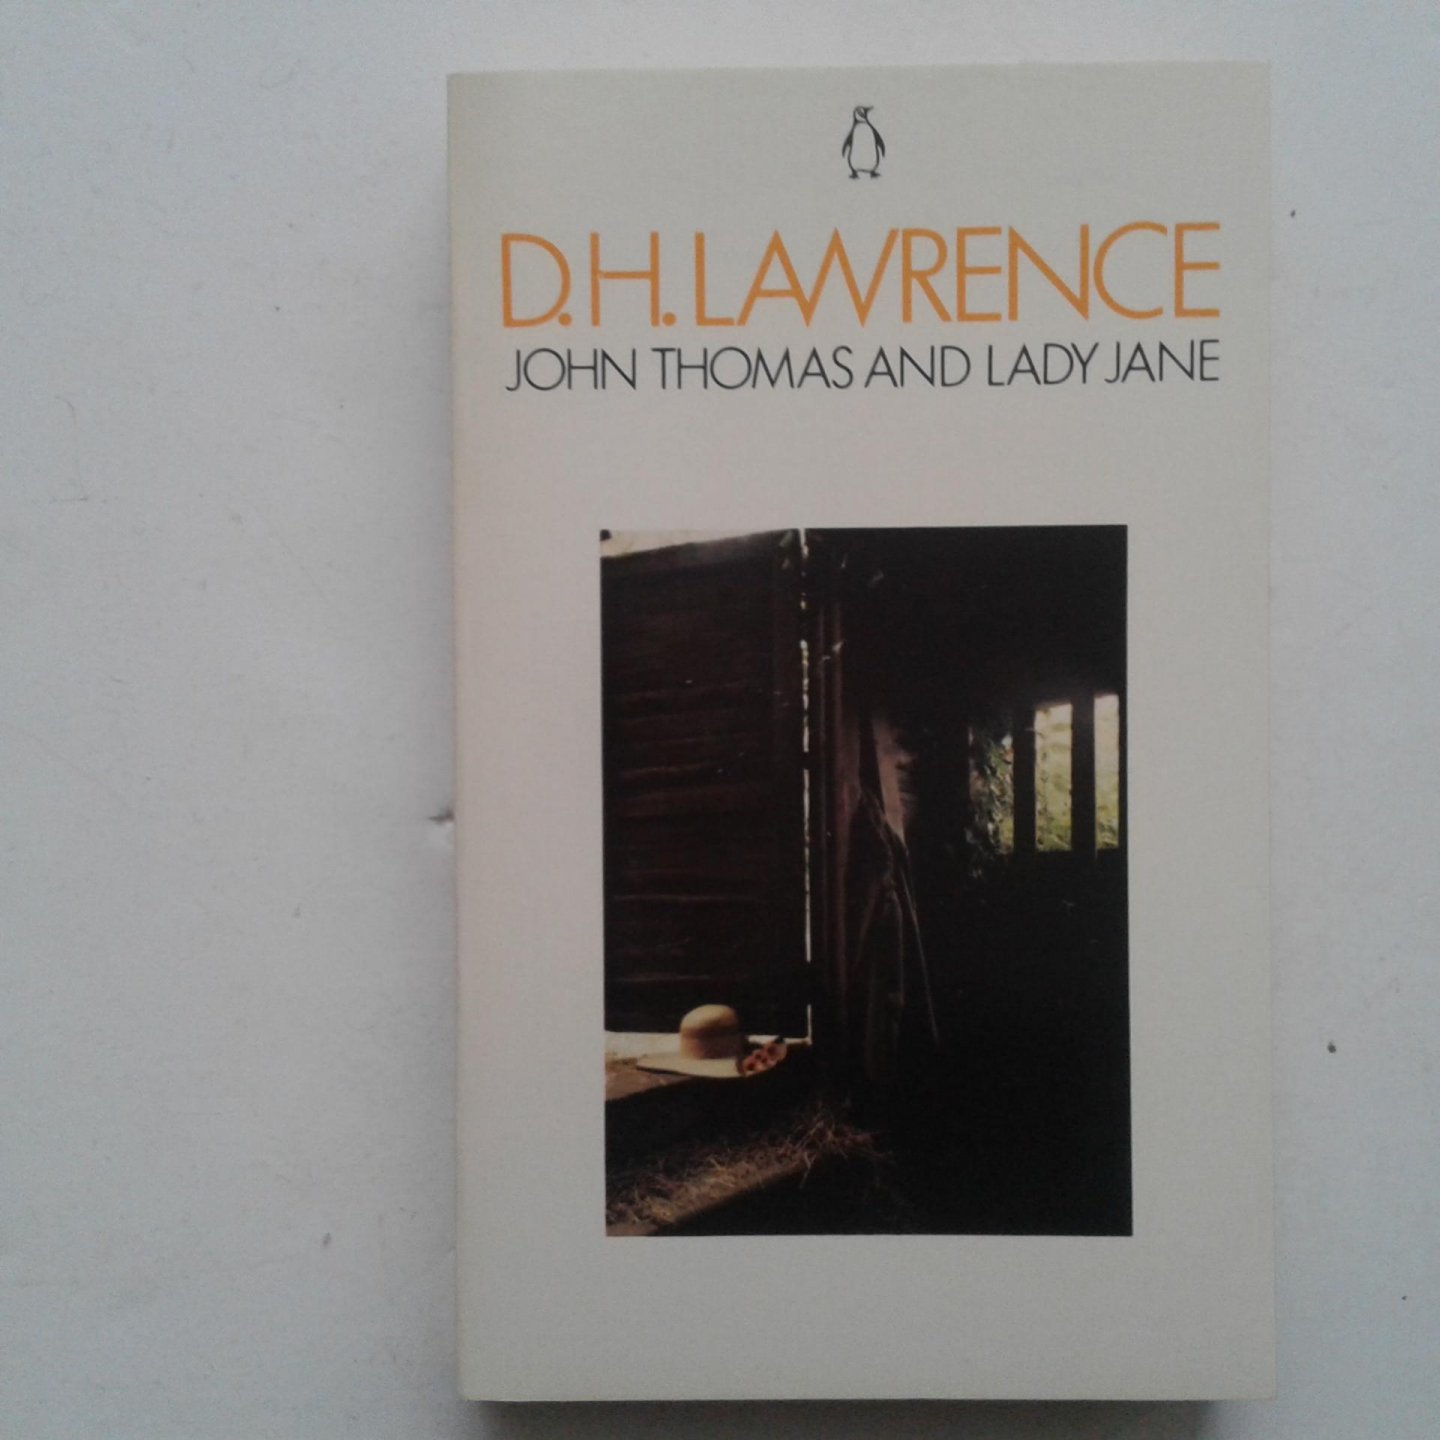 D.H. LAWRENCE
JOHN THOMAS AND LADY JANE